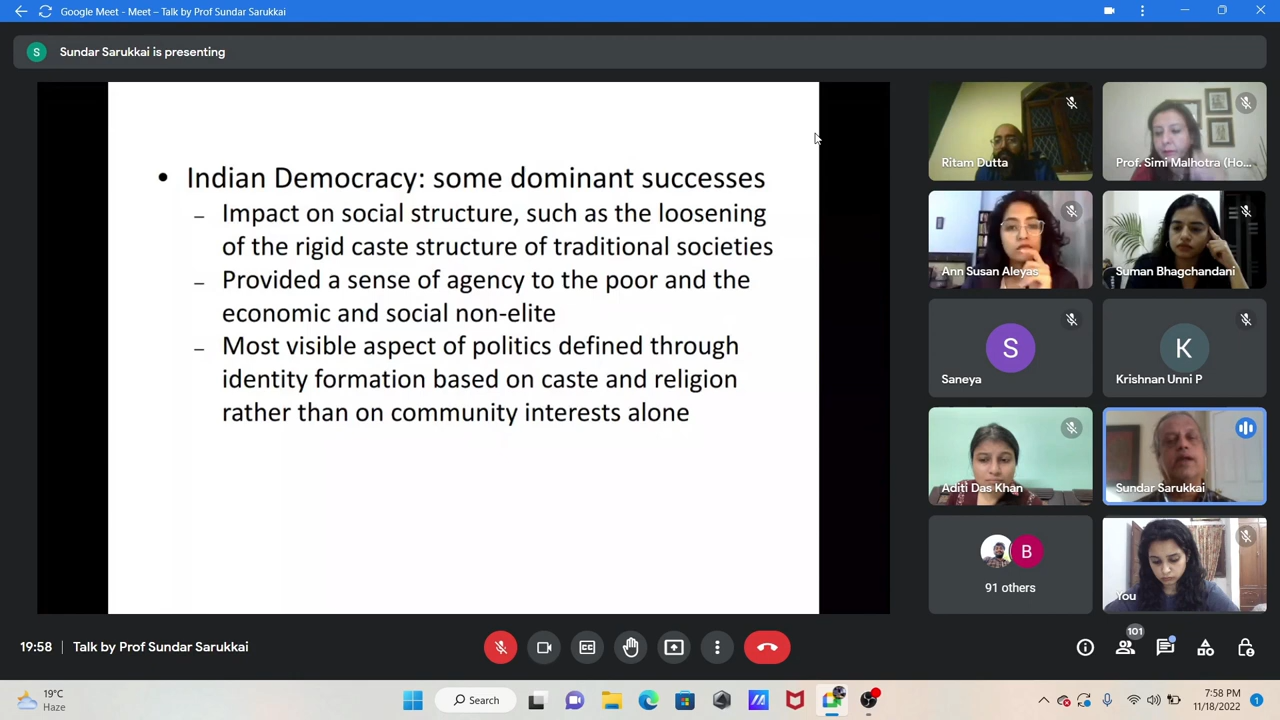 Google Meet - Meet – Talk by Prof Sundar Sarukkai
S
Sundar Sarukkai is presenting
• Indian Democracy: some dominant successes
– Impact on social structure, such as the loosening
of the rigid caste structure of traditional societies
– Provided a sense of agency to the poor and the
economic and social non-elite
– Most visible aspect of politics defined through
identity formation based on caste and religion
rather than on community interests alone
Ritam Dutta
Prof. Simi Malhotra (Ho...
Ann Susan Aleyas
Suman Bhagchandani
S
Saneya
K
Krishnan Unni P
Aditi Das Khan
Sundar Sarukkai
B
91 others
You
19:58 | Talk by Prof Sundar Sarukkai
101
19°C
Haze
Search
7:58 PM
11/18/2022
1